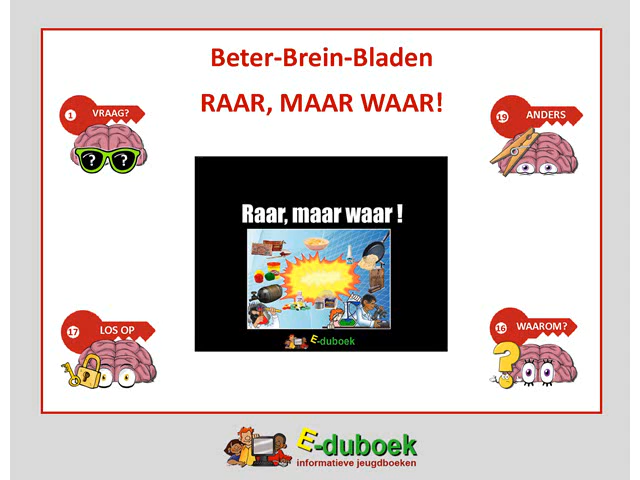 Beter-Brein-Bladen
RAAR, MAAR WAAR!
1 VRAAG?
? ?
19 ANDERS
Raar, maar waar !
E-duboek
17 LOS OP
16 WAAROM?
?
E-duboek
informatieve jeugdboeken